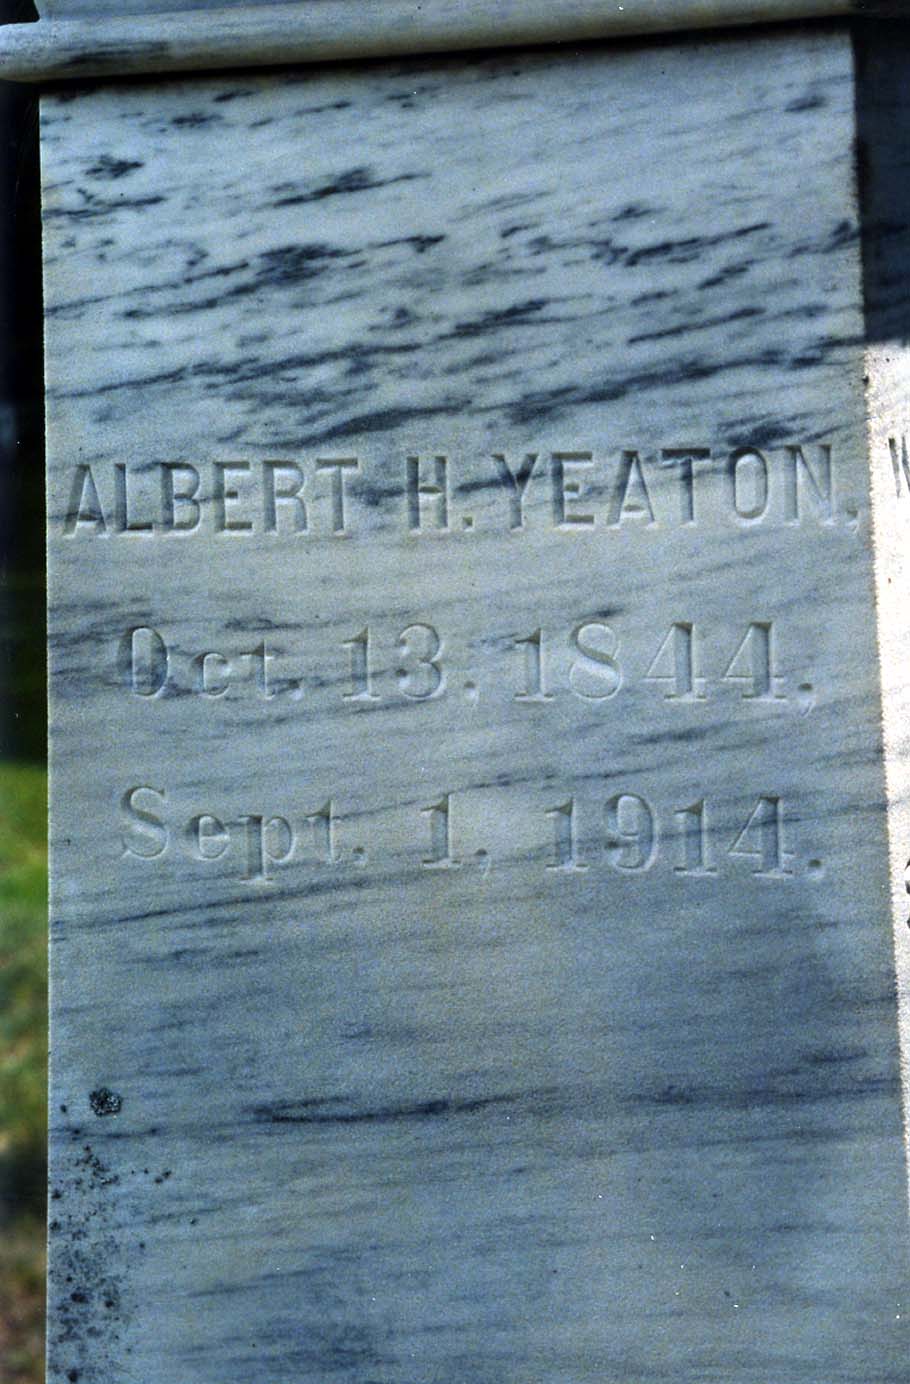 ALBERT H. YEATON,
Oct. 13, 1844,
Sept. 1, 1914.